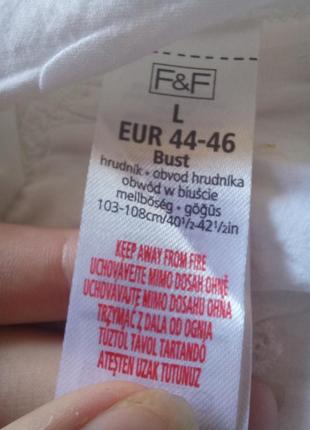 F&F
L
EUR 44-46
Bust
hrudník • obvod hrudníka
obwód w biuście
mellbőség • göğüs
103-108cm/40½-42½in
KEEP AWAY FROM FIRE
UCHOVÁVEJTE MIMO DOSAH OHNĚ
UCHOVÁVAJTE MIMO DOSAHU OHŇA
TRZYMAĆ Z DALA OD OGNIA
TŰZTŐL TÁVOL TARTANDÓ
ATEŞTEN UZAK TUTUNUZ